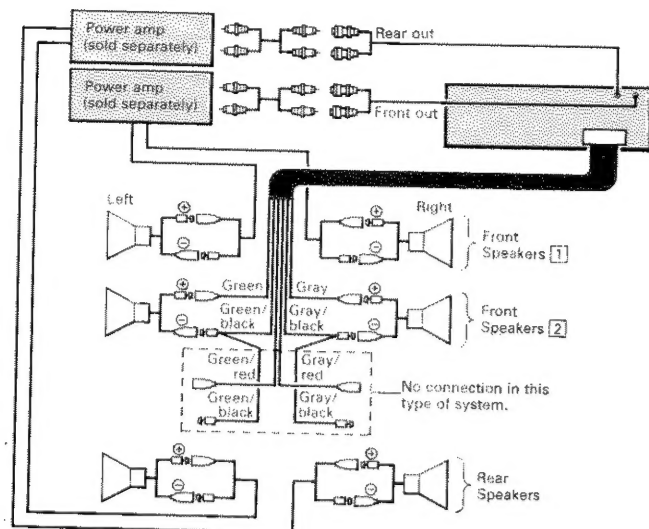 Power amp
(sold separately)
Rear out
Power amp
(sold separately)
Front out
Left
Right
⊕
⊖
⊕
⊖
Front
Speakers 1
⊕
⊖
Green
Green/
black
Gray
Gray/
black
⊕
⊖
Front
Speakers 2
Green/
red
Green/
black
Gray/
red
Gray/
black
No connection in this
type of system.
⊕
⊖
⊕
⊖
Rear
Speakers